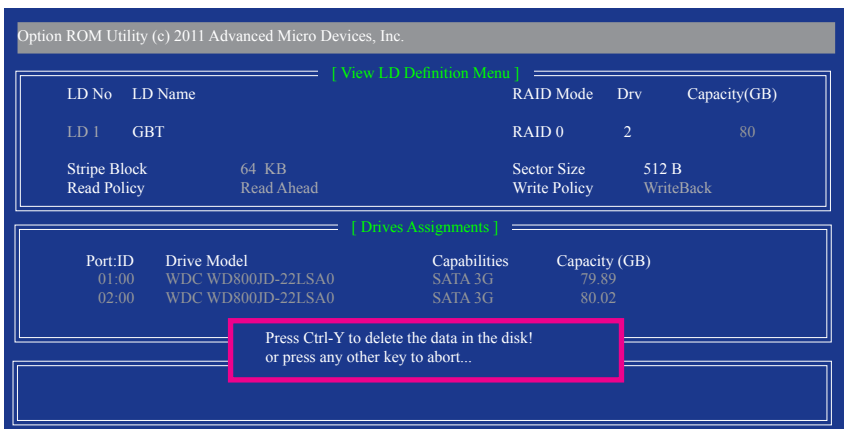 Option ROM Utility (c) 2011 Advanced Micro Devices, Inc.
[ View LD Definition Menu ]
LD No LD Name RAID Mode Drv Capacity(GB)
LD 1 GBT RAID 0 2 80
Stripe Block 64 KB Sector Size 512 B
Read Policy Read Ahead Write Policy WriteBack
[ Drives Assignments ]
Port:ID Drive Model Capabilities Capacity (GB)
01:00 WDC WD800JD-22LSA0 SATA 3G 79.89
02:00 WDC WD800JD-22LSA0 SATA 3G 80.02
Press Ctrl-Y to delete the data in the disk!
or press any other key to abort...